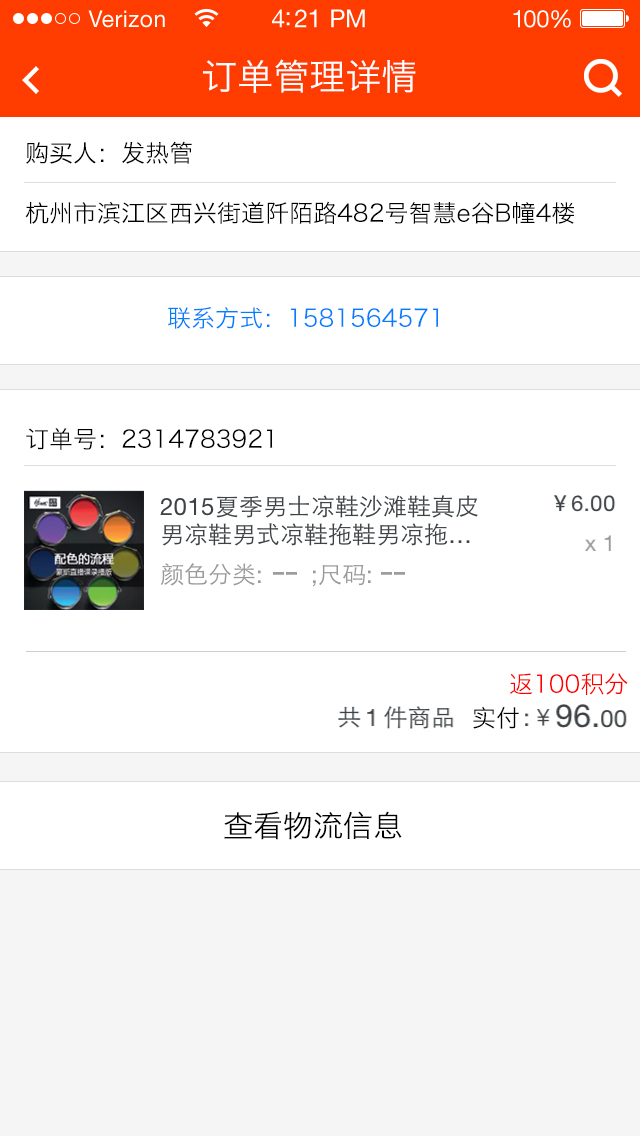 Verizon 4:21 PM 100%
订单管理详情
购买人：发热管
杭州市滨江区西兴街道阡陌路482号智慧e谷B幢4楼
联系方式：1581564571
订单号：2314783921
2015夏季男士凉鞋沙滩鞋真皮 ¥6.00
男凉鞋男式凉鞋拖鞋男凉拖... x 1
颜色分类: -- ;尺码: --
配色的流程
返100积分
共1件商品 实付:¥96.00
查看物流信息